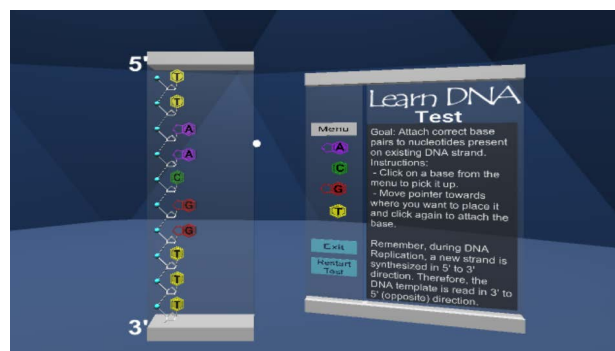 5'
T
T
A
A
C
G
G
T
T
T
3'
Learn DNA
Test
Menu
A
C
G
T
Exit
Restart
Test
Goal: Attach correct base
pairs to nucleotides present
on existing DNA strand.
Instructions:
- Click on a base from the
menu to pick it up.
- Move pointer towards
where you want to place it
and click again to attach the
base.
Remember, during DNA
Replication, a new strand is
synthesized in 5' to 3'
direction. Therefore, the
DNA template is read in 3' to
5' (opposite) direction.